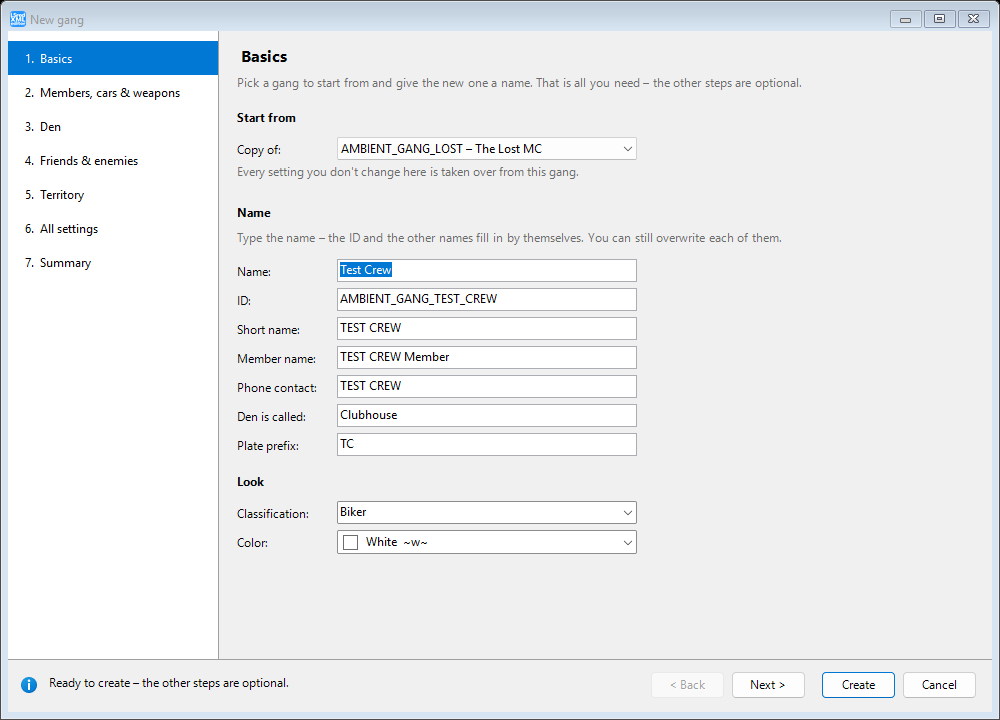 New gang
1. Basics
2. Members, cars & weapons
3. Den
4. Friends & enemies
5. Territory
6. All settings
7. Summary
Basics
Pick a gang to start from and give the new one a name. That is all you need – the other steps are optional.
Start from
Copy of: AMBIENT_GANG_LOST – The Lost MC
Every setting you don't change here is taken over from this gang.
Name
Type the name – the ID and the other names fill in by themselves. You can still overwrite each of them.
Name: Test Crew
ID: AMBIENT_GANG_TEST_CREW
Short name: TEST CREW
Member name: TEST CREW Member
Phone contact: TEST CREW
Den is called: Clubhouse
Plate prefix: TC
Look
Classification: Biker
Color: White ~w~
Ready to create – the other steps are optional.
< Back Next > Create Cancel